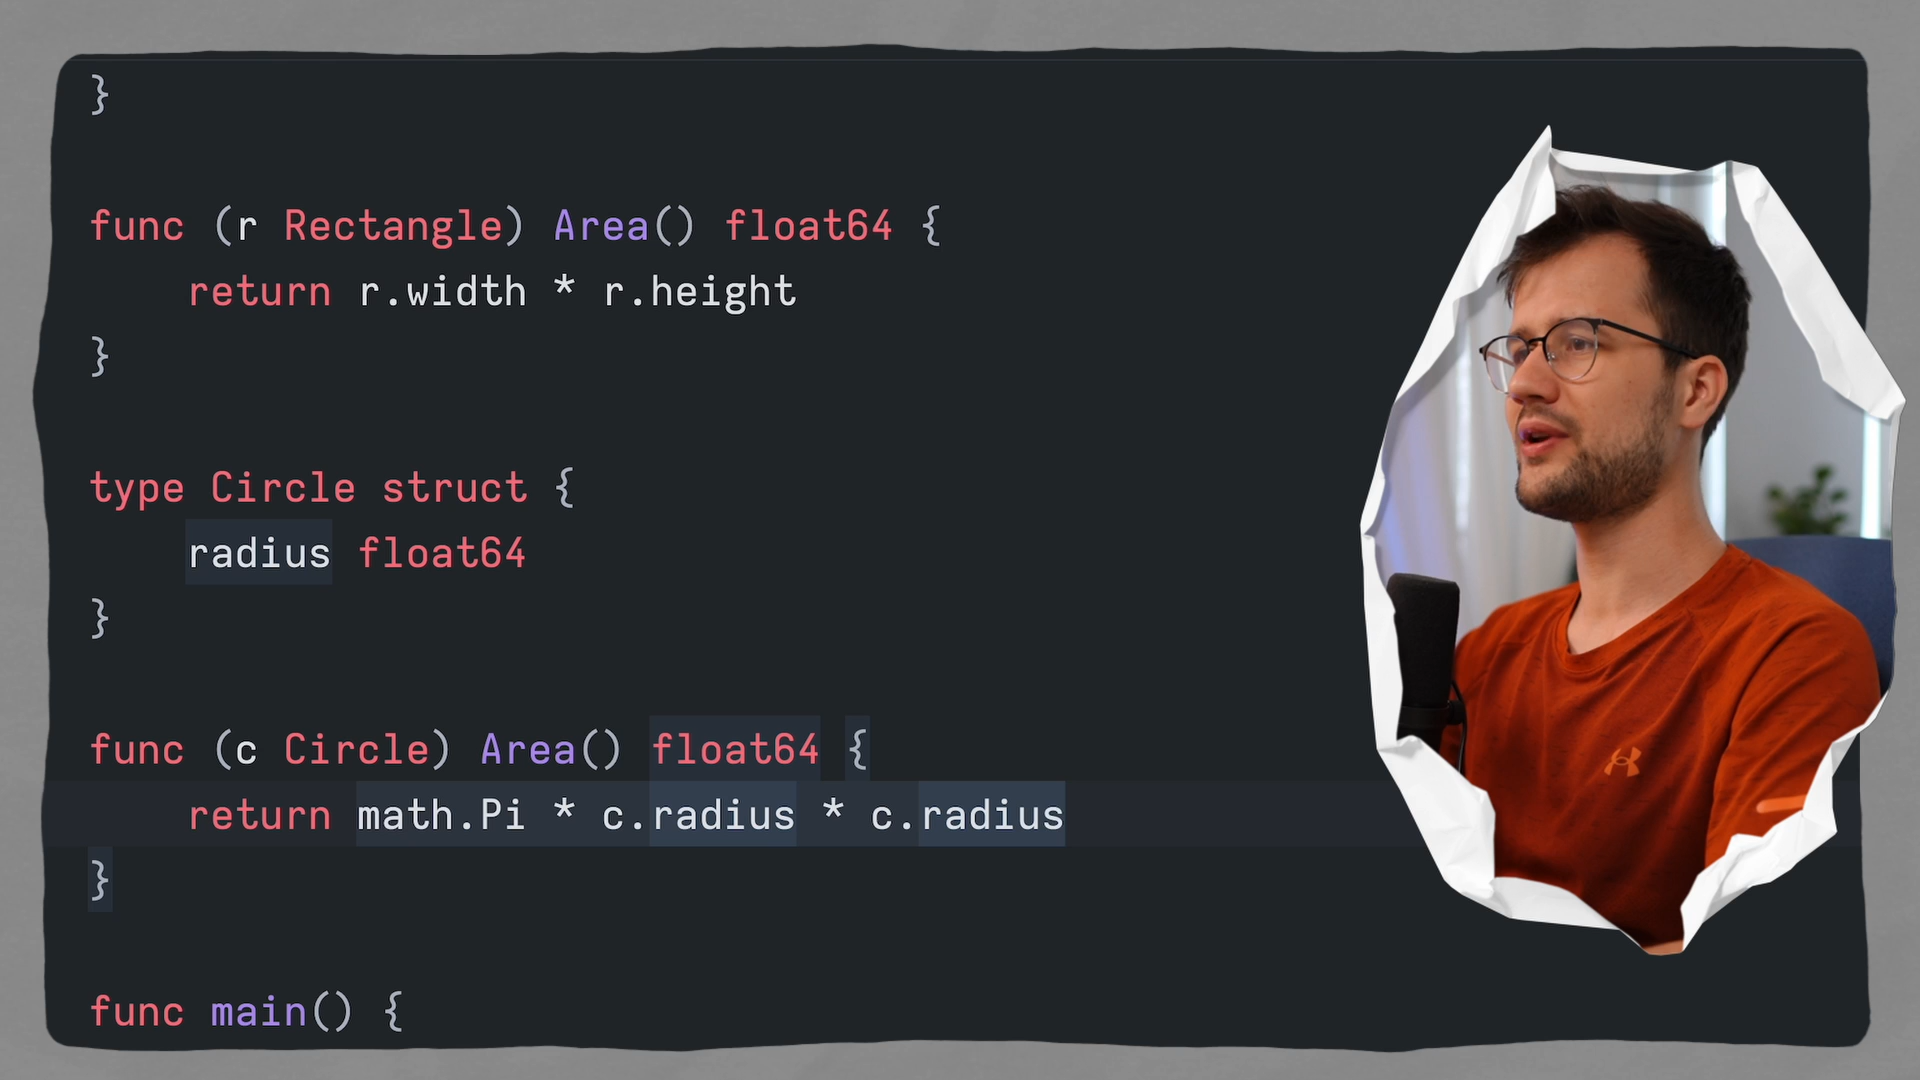 }
func (r Rectangle) Area() float64 {
    return r.width * r.height
}
type Circle struct {
    radius float64
}
func (c Circle) Area() float64 {
    return math.Pi * c.radius * c.radius
}
func main() {